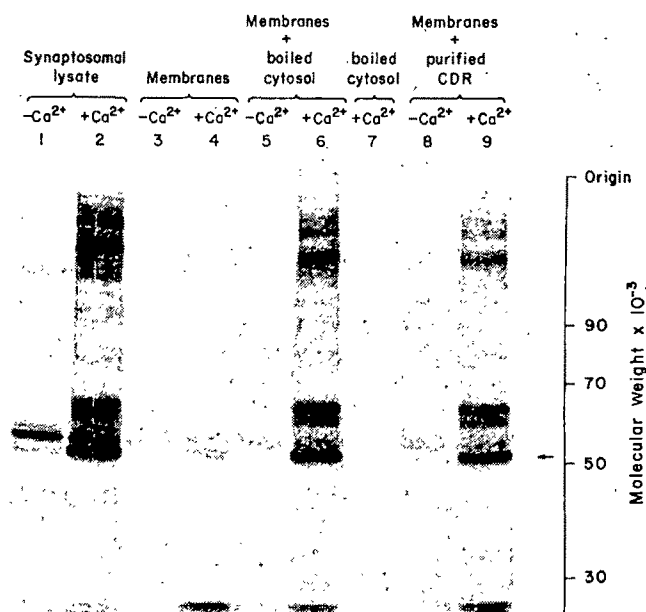 Synaptosomal lysate
Membranes
Membranes + boiled cytosol
boiled cytosol
Membranes + purified CDR
−Ca²⁺ +Ca²⁺ −Ca²⁺ +Ca²⁺ −Ca²⁺ +Ca²⁺ +Ca²⁺ −Ca²⁺ +Ca²⁺
1 2 3 4 5 6 7 8 9
Origin
90
70
50
30
Molecular Weight x 10⁻³